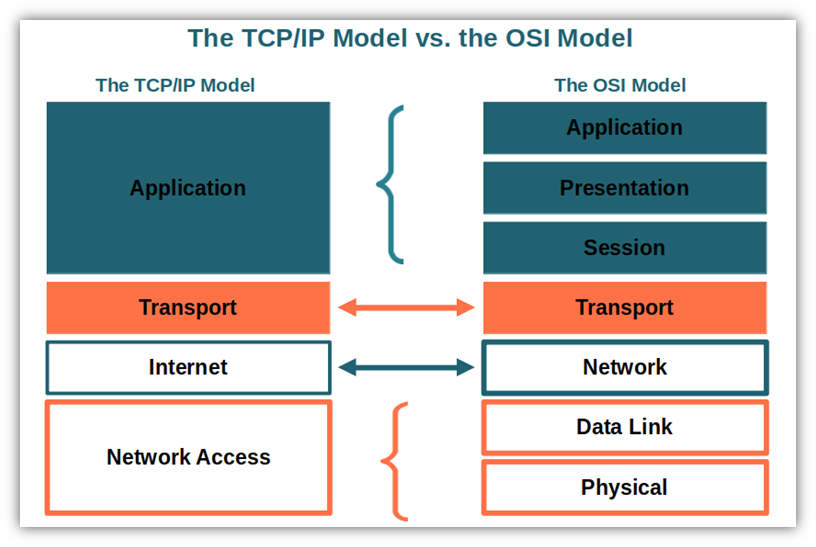 The TCP/IP Model vs. the OSI Model
The TCP/IP Model
Application
Transport
Internet
Network Access
The OSI Model
Application
Presentation
Session
Transport
Network
Data Link
Physical